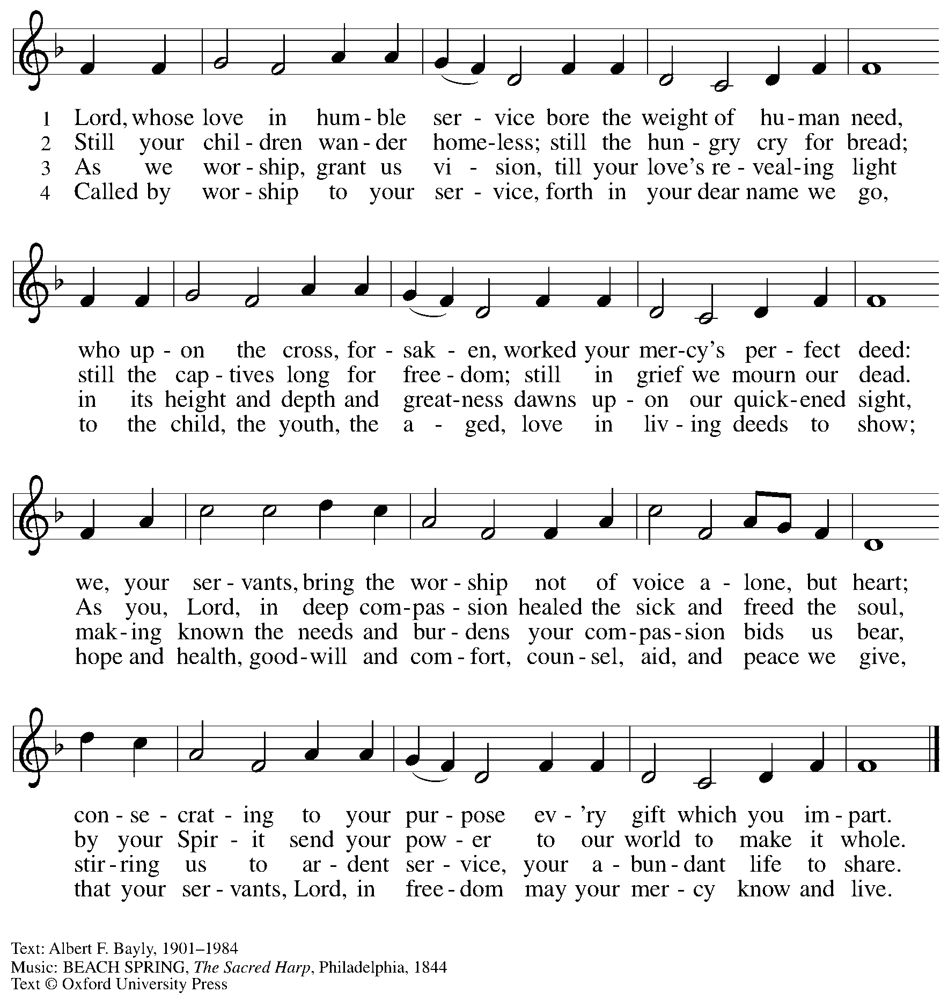 1 Lord, whose love in hum - ble ser - vice bore the weight of hu - man need,
2 Still your chil - dren wan - der home - less; still the hun - gry cry for bread;
3 As we wor - ship, grant us vi - sion, till your love's re - veal - ing light
4 Called by wor - ship to your ser - vice, forth in your dear name we go,
who up - on the cross, for - sak - en, worked your mer - cy's per - fect deed:
still the cap - tives long for free - dom; still in grief we mourn our dead.
in its height and depth and great - ness dawns up - on our quick - ened sight,
to the child, the youth, the a - ged, love in liv - ing deeds to show;
we, your ser - vants, bring the wor - ship not of voice a - lone, but heart;
As you, Lord, in deep com - pas - sion healed the sick and freed the soul,
mak - ing known the needs and bur - dens your com - pas - sion bids us bear,
hope and health, good - will and com - fort, coun - sel, aid, and peace we give,
con - se - crat - ing to your pur - pose ev - 'ry gift which you im - part.
by your Spir - it send your pow - er to our world to make it whole.
stir - ring us to ar - dent ser - vice, your a - bun - dant life to share.
that your ser - vants, Lord, in free - dom may your mer - cy know and live.
Text: Albert F. Bayly, 1901–1984
Music: BEACH SPRING, The Sacred Harp, Philadelphia, 1844
Text © Oxford University Press